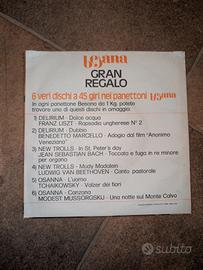 Besana
GRAN
REGALO
6 veri dischi a 45 giri nei panettoni Besana
In ogni panettone Besana da 1 Kg. potete
trovare uno di questi dischi in omaggio:
1) DELIRIUM - Dolce acqua
FRANZ LISZT - Rapsodia ungherese N° 2
2) DELIRIUM - Dubbio
BENEDETTO MARCELLO - Adagio dal film "Anonimo
Veneziano"
3) NEW TROLLS - In St. Peter's day
JEAN SEBASTIAN BACH - Toccata e fuga in re minore
per organo
4) NEW TROLLS - Mudy Madalein
LUDWIG VAN BEETHOVEN - Canto pastorale
5) OSANNA - L'uomo
TCHAIKOWSKY - Valzer dei fiori
6) OSANNA - Canzona
MODEST MUSSORGSKIJ - Una notte sul Monte Calvo
subito